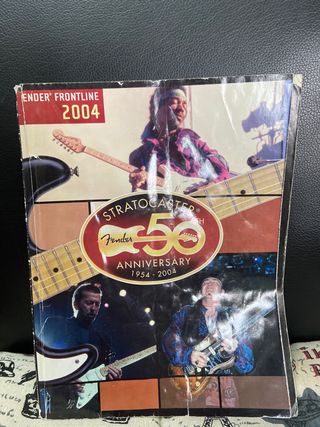 ENDER® FRONTLINE
2004
STRATOCASTER
Fender
50
ANNIVERSARY
1954 - 2004